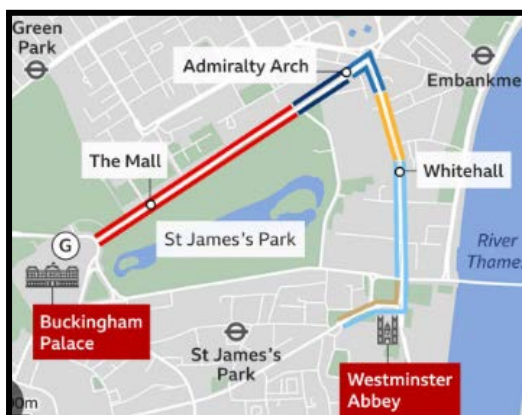 Green
Park
Admiralty Arch
Embankme
The Mall
Whitehall
G
St James's Park
River
Thames
Buckingham
Palace
St James's
Park
Westminster
Abbey
0m